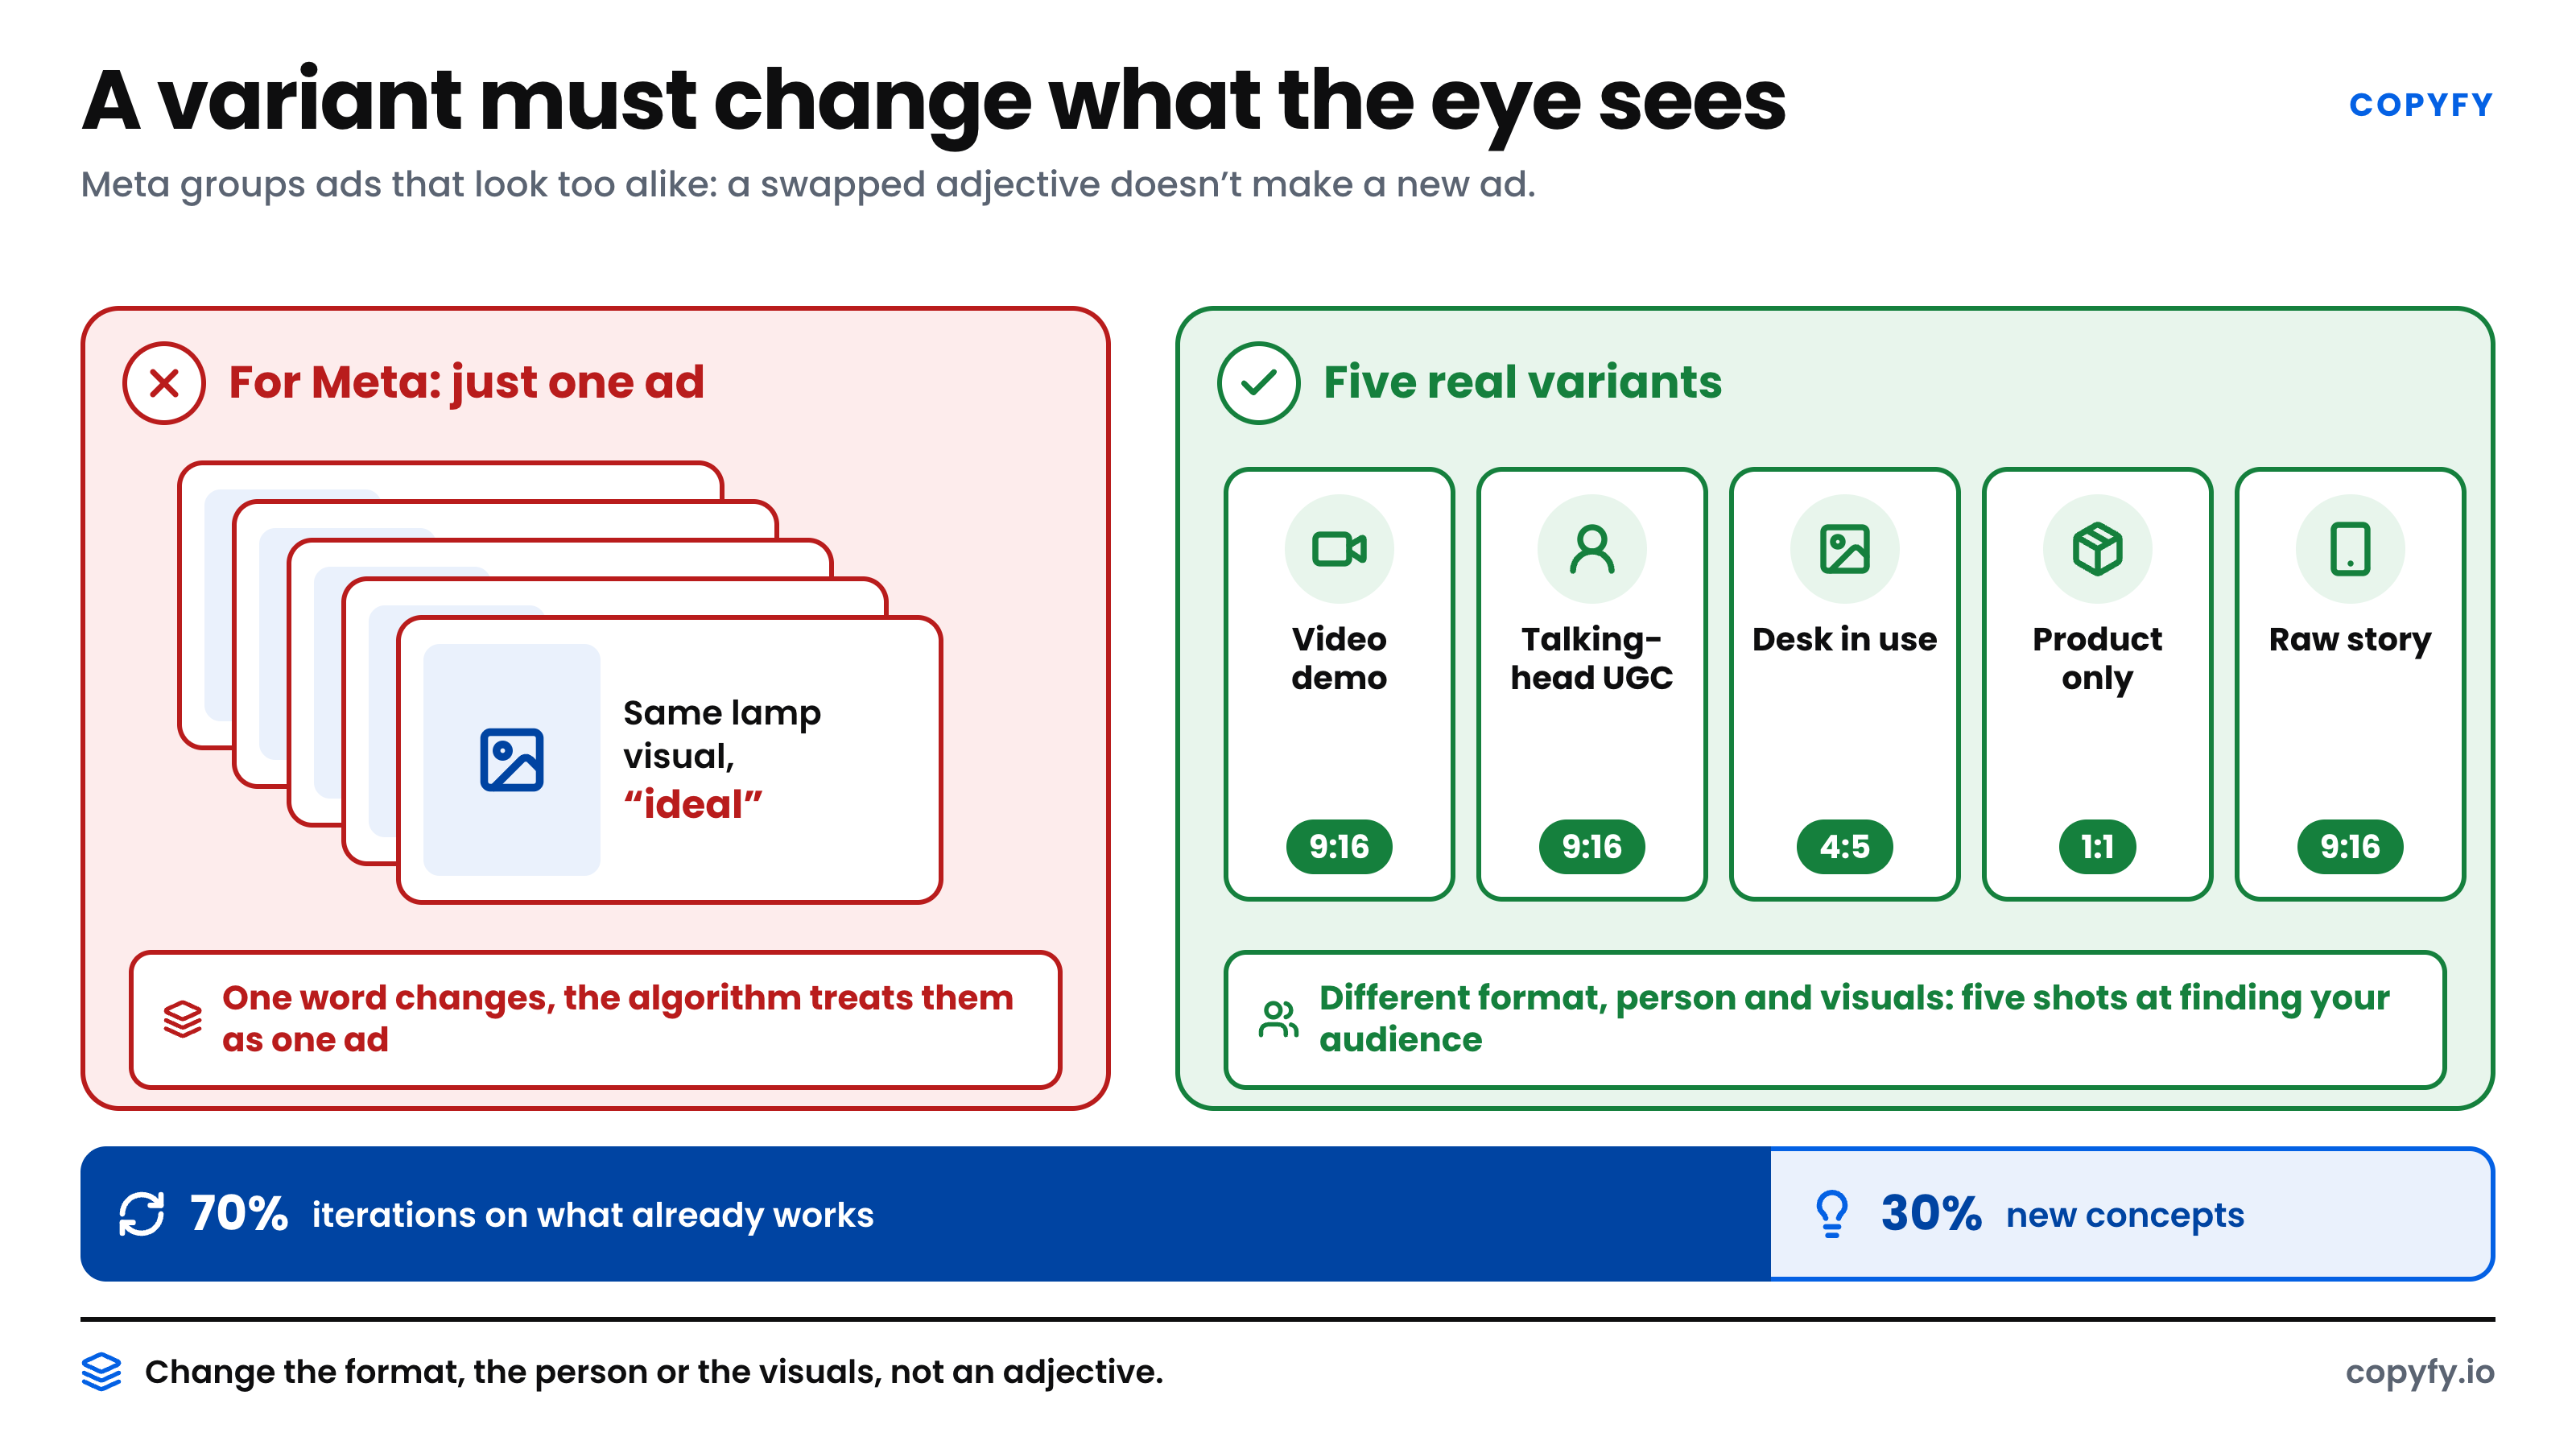 A variant must change what the eye sees
COPYFY
Meta groups ads that look too alike: a swapped adjective doesn’t make a new ad.
For Meta: just one ad
Same lamp
visual,
“ideal”
One word changes, the algorithm treats them
as one ad
Five real variants
Video
demo
9:16
Talking-
head UGC
9:16
Desk in use
4:5
Product
only
1:1
Raw story
9:16
Different format, person and visuals: five shots at finding your
audience
70% iterations on what already works
30% new concepts
Change the format, the person or the visuals, not an adjective.
copyfy.io